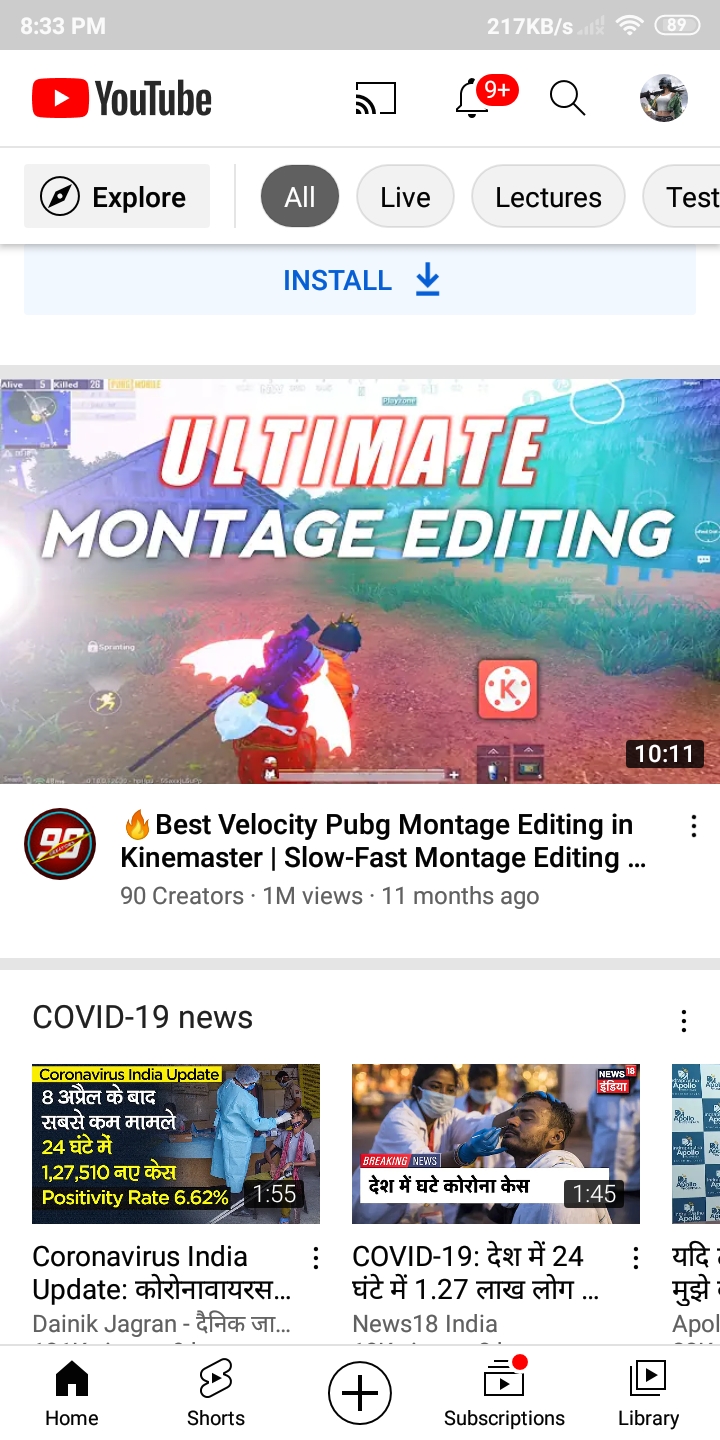 8:33 PM 217KB/s 89
YouTube 9+
Explore All Live Lectures Test
INSTALL
Alive 5 Killed 26 PUBG MOBILE
Playzone
ULTIMATE
MONTAGE EDITING
Sprinting
K
10:11
90
🔥Best Velocity Pubg Montage Editing in
Kinemaster | Slow-Fast Montage Editing ...
90 Creators · 1M views · 11 months ago
COVID-19 news
Coronavirus India Update
8 अप्रैल के बाद
सबसे कम मामले
24 घंटे में
1,27,510 नए केस
Positivity Rate 6.62% 1:55
NEWS 18
इंडिया
BREAKING NEWS
देश में घटे कोरोना केस 1:45
Apollo
Coronavirus India
Update: कोरोनावायरस...
Dainik Jagran - दैनिक जा...
COVID-19: देश में 24
घंटे में 1.27 लाख लोग ...
News18 India
यदि
मुझे
Apol
Home Shorts Subscriptions Library